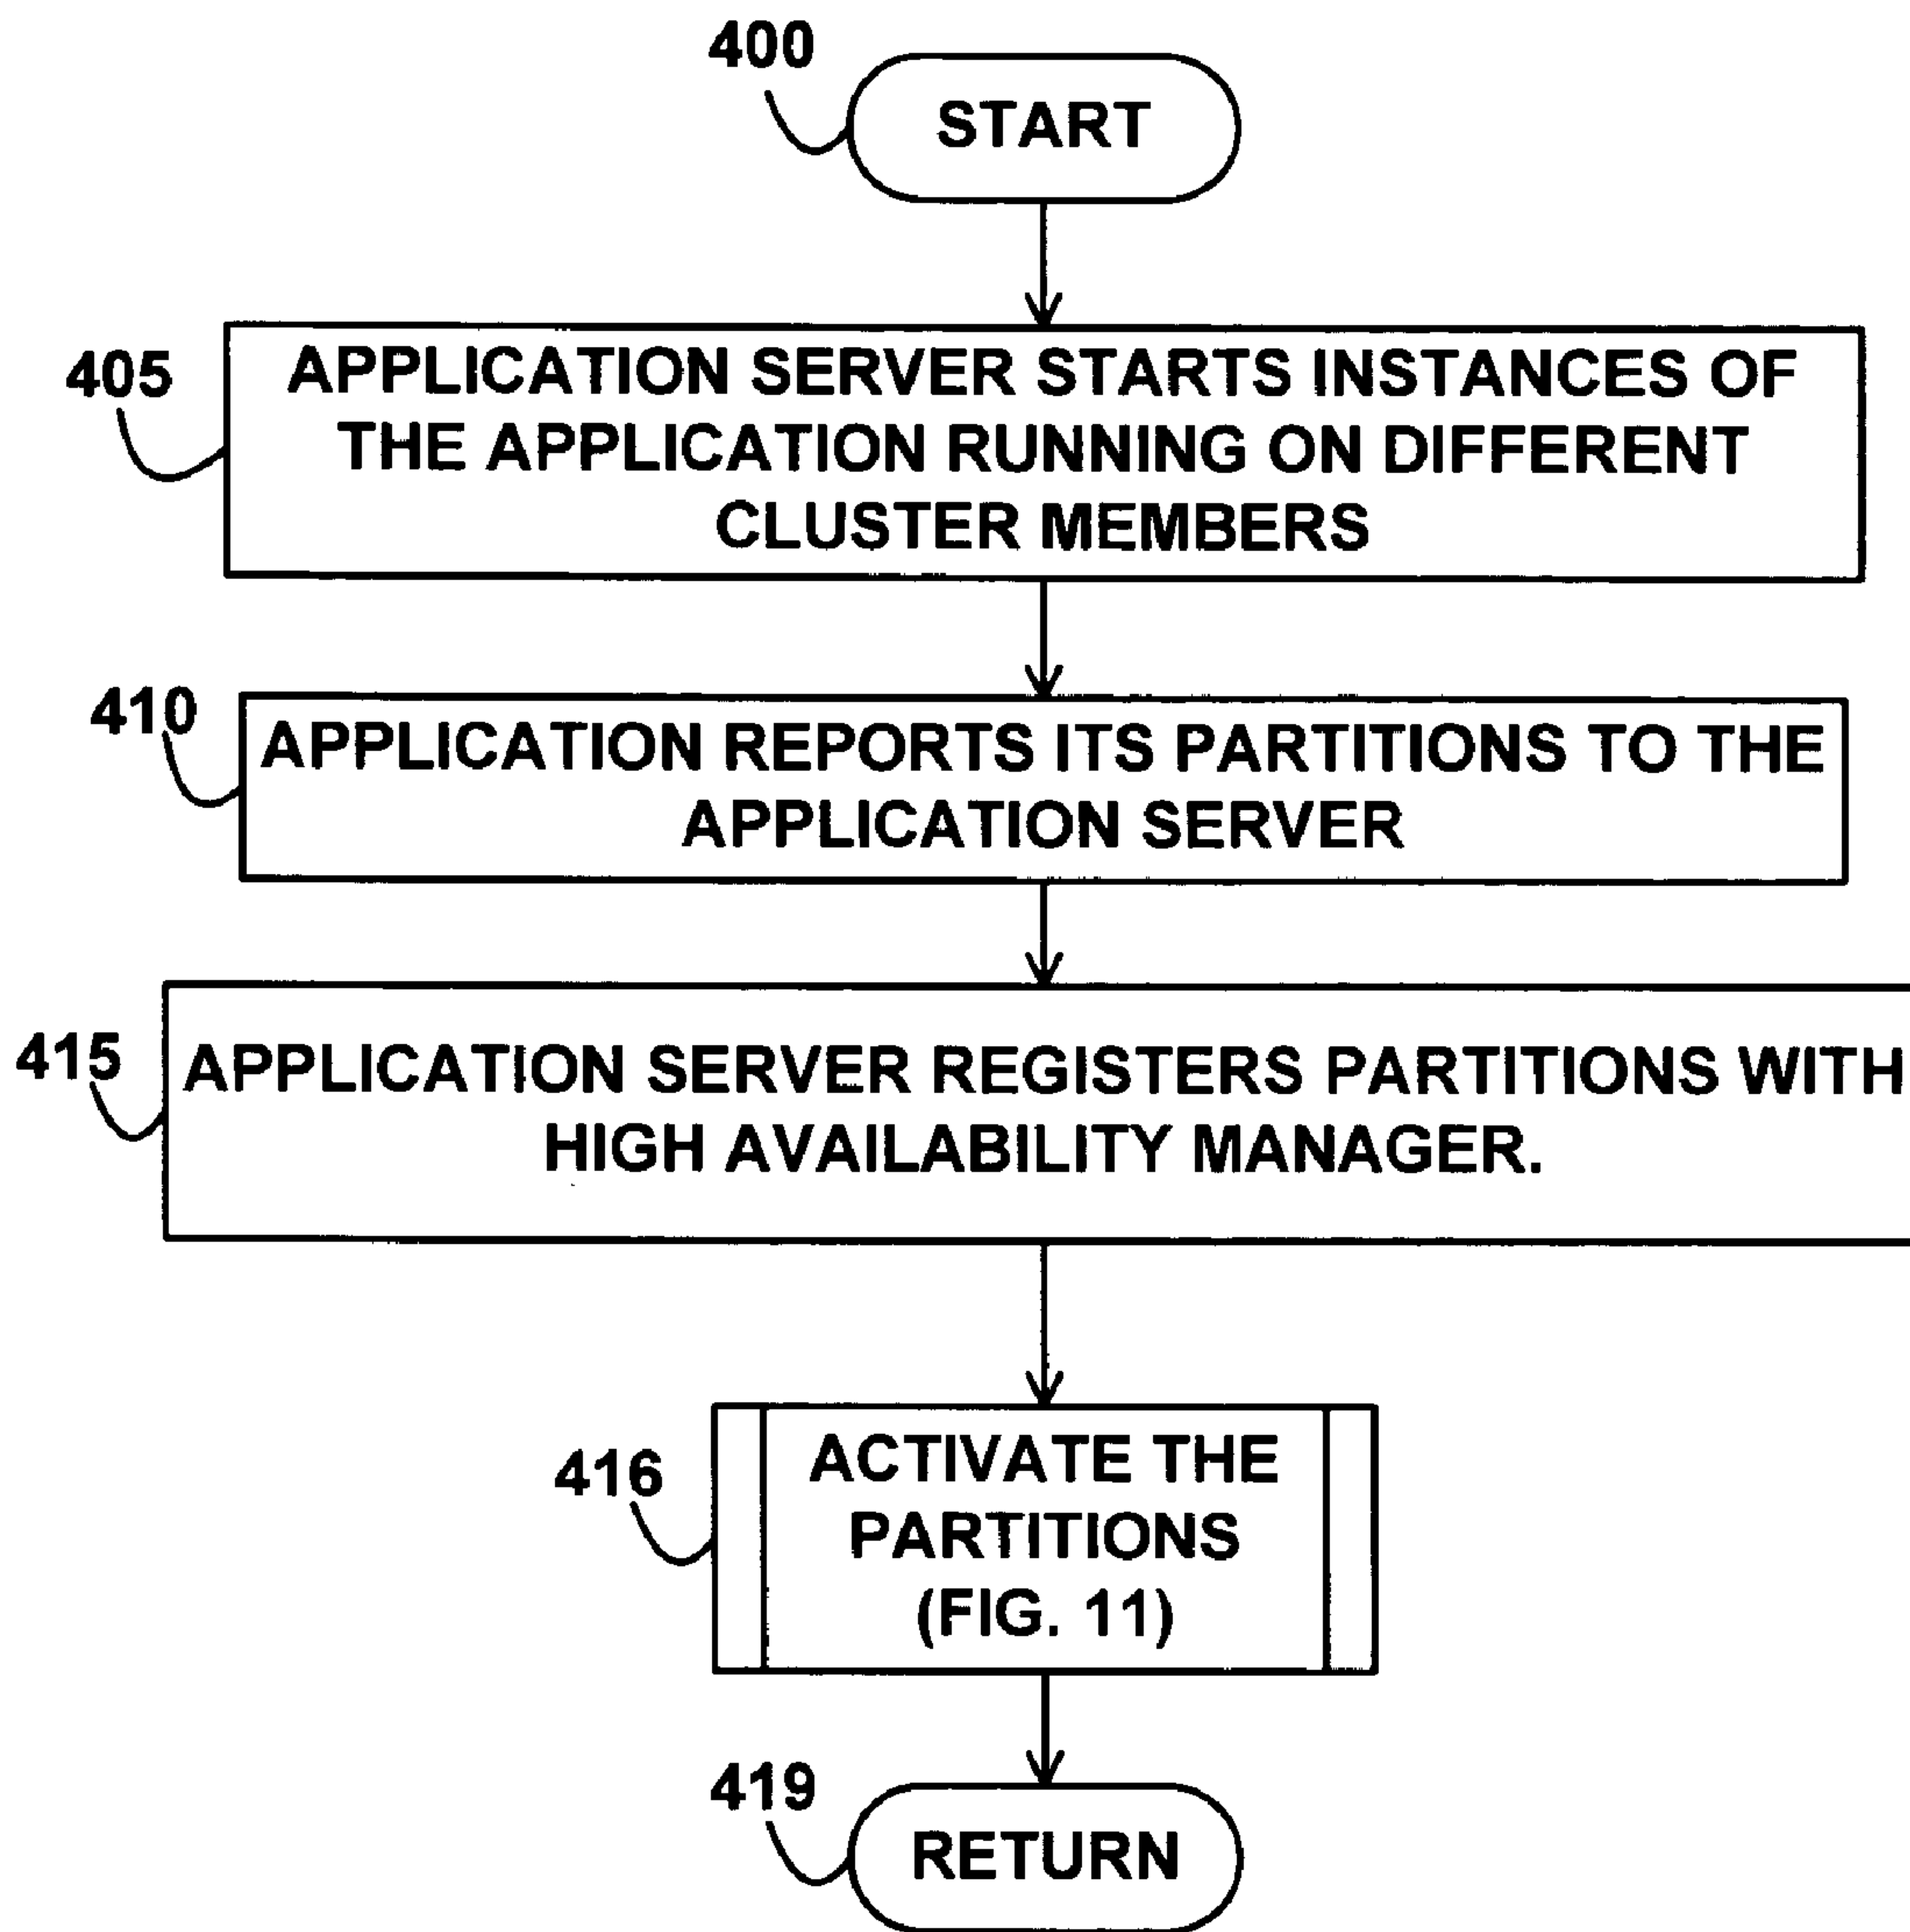 400
START
405
APPLICATION SERVER STARTS INSTANCES OF
THE APPLICATION RUNNING ON DIFFERENT
CLUSTER MEMBERS
410
APPLICATION REPORTS ITS PARTITIONS TO THE
APPLICATION SERVER
415
APPLICATION SERVER REGISTERS PARTITIONS WITH
HIGH AVAILABILITY MANAGER.
416
ACTIVATE THE
PARTITIONS
(FIG. 11)
419
RETURN